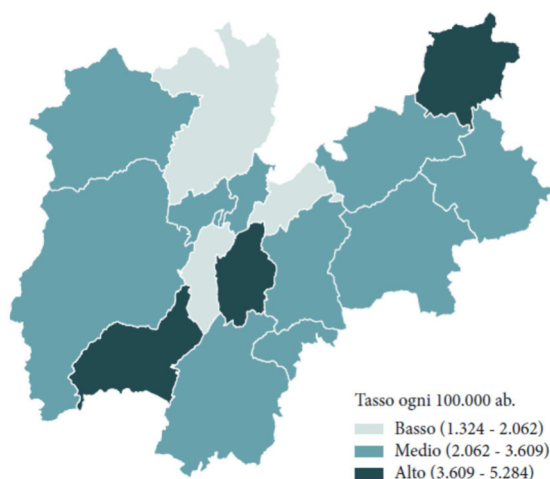 Tasso ogni 100.000 ab.
Basso (1.324 - 2.062)
Medio (2.062 - 3.609)
Alto (3.609 - 5.284)